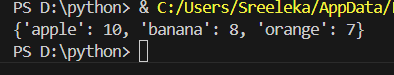 PS D:\python> & C:/Users/Sreeleka/AppData/
{'apple': 10, 'banana': 8, 'orange': 7}
PS D:\python>